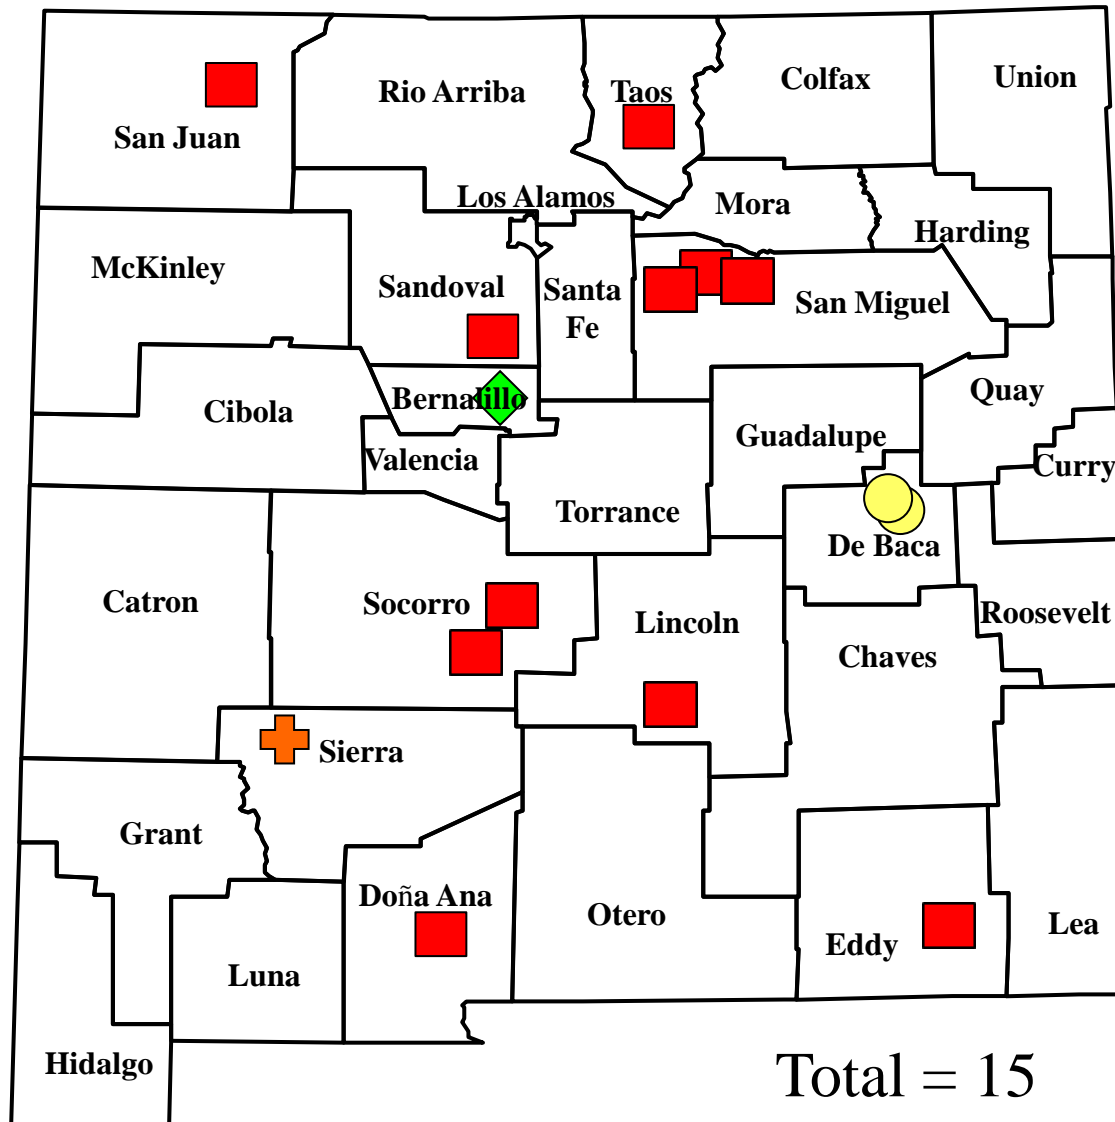 Union
Colfax
Taos
Rio Arriba
San Juan
Los Alamos
Mora
Harding
McKinley
Sandoval
Santa
Fe
San Miguel
Quay
Bernalillo
Cibola
Guadalupe
Valencia
Curry
Torrance
De Baca
Catron
Socorro
Lincoln
Roosevelt
Chaves
Sierra
Grant
Doña Ana
Otero
Lea
Eddy
Luna
Hidalgo
Total = 15